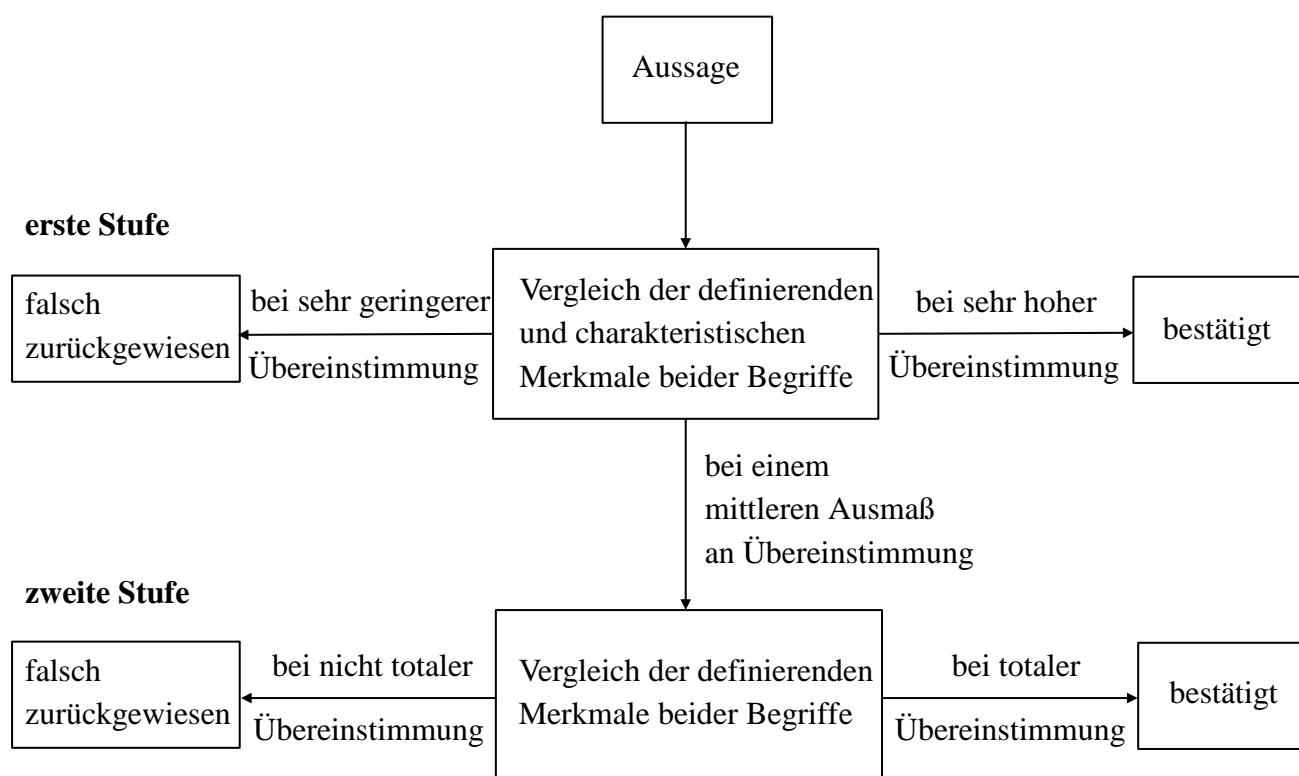 Aussage
erste Stufe
falsch
zurückgewiesen
bei sehr geringerer
Übereinstimmung
Vergleich der definierenden
und charakteristischen
Merkmale beider Begriffe
bei sehr hoher
Übereinstimmung
bestätigt
bei einem
mittleren Ausmaß
an Übereinstimmung
zweite Stufe
falsch
zurückgewiesen
bei nicht totaler
Übereinstimmung
Vergleich der definierenden
Merkmale beider Begriffe
bei totaler
Übereinstimmung
bestätigt